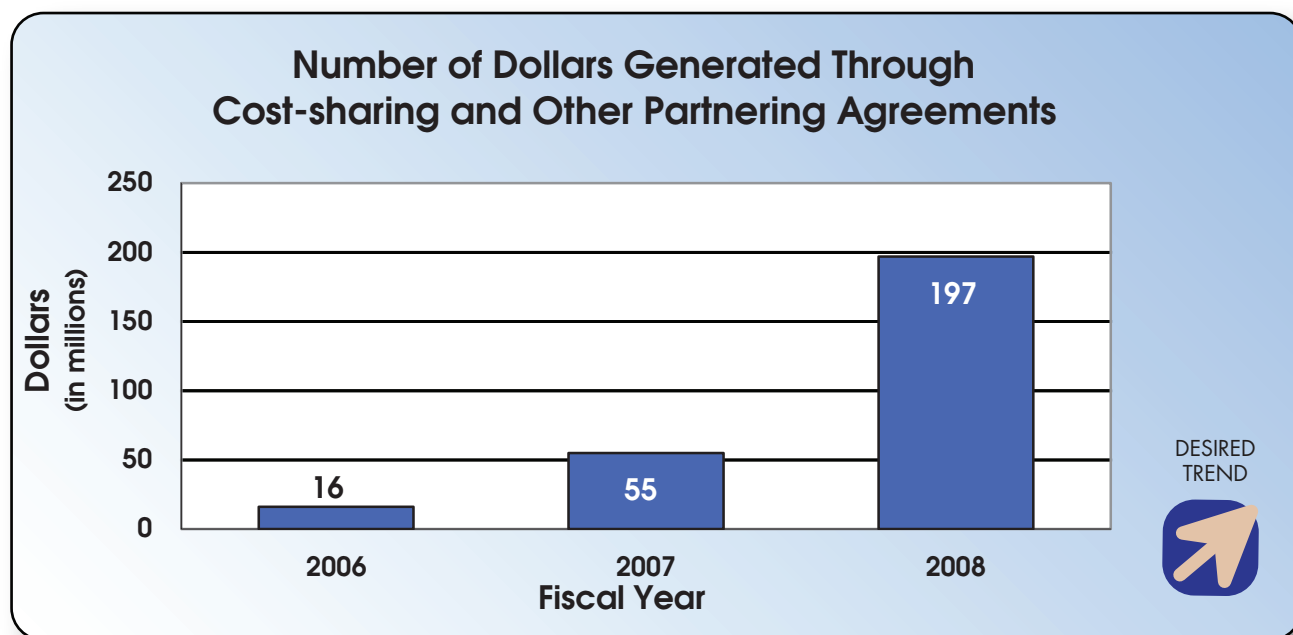 Number of Dollars Generated Through
Cost-sharing and Other Partnering Agreements
250
200
150
100
50
0
Dollars
(in millions)
16
55
197
2006
2007
2008
Fiscal Year
DESIRED
TREND